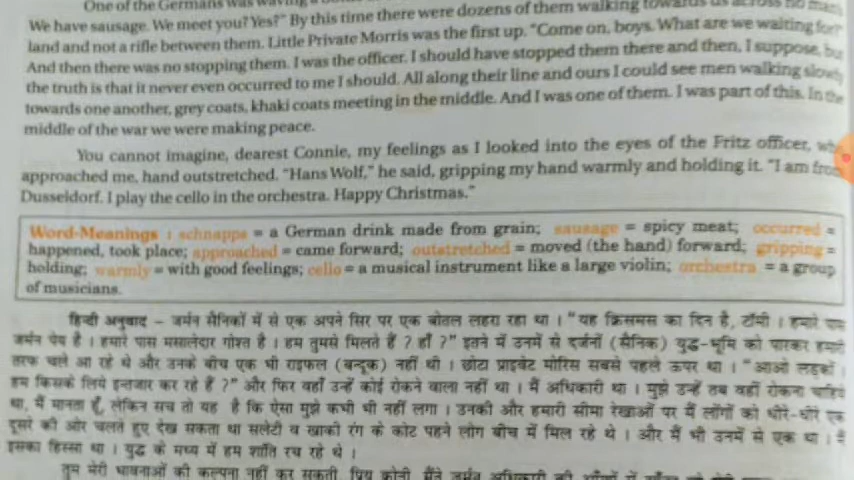 One of the Germans was waving a
We have sausage. We meet you? Yes?" By this time there were dozens of them walking towards us across no man
land and not a rifle between them. Little Private Morris was the first up. "Come on, boys. What are we waiting for?
And then there was no stopping them. I was the officer. I should have stopped them there and then, I suppose, but
the truth is that it never even occurred to me I should. All along their line and ours I could see men walking slowly
towards one another, grey coats, khaki coats meeting in the middle. And I was one of them. I was part of this. In the
middle of the war we were making peace.
You cannot imagine, dearest Connie, my feelings as I looked into the eyes of the Fritz officer, wh
approached me, hand outstretched. "Hans Wolf," he said, gripping my hand warmly and holding it. "I am from
Dusseldorf. I play the cello in the orchestra. Happy Christmas."
Word-Meanings : schnapps = a German drink made from grain; sausage = spicy meat; occurred =
happened, took place; approached = came forward; outstretched = moved (the hand) forward; gripping =
holding; warmly = with good feelings; cello = a musical instrument like a large violin; orchestra = a group
of musicians.
हिन्दी अनुवाद – जर्मन सैनिकों में से एक अपने सिर पर एक बोतल लहरा रहा था । "यह क्रिसमस का दिन है, टॉमी । हमारे पास
जर्मन पेय है । हमारे पास मसालेदार गोश्त है । हम तुमसे मिलते हैं ? हाँ ?" इतने में उनमें से दर्जनों (सैनिक) युद्ध-भूमि को पारकर हमारी
तरफ चले आ रहे थे और उनके बीच एक भी राइफल (बन्दूक) नहीं थी । छोटा प्राइवेट मोरिस सबसे पहले ऊपर था । "आओ लड़कों ।
हम किसके लिये इन्तजार कर रहे हैं ?" और फिर वहाँ उन्हें कोई रोकने वाला नहीं था । मैं अधिकारी था । मुझे उन्हें तब वहीं रोकना चाहिये
था, मैं मानता हूँ, लेकिन सच तो यह है कि ऐसा मुझे कभी भी नहीं लगा । उनकी और हमारी सीमा रेखाओं पर मैं लोगों को धीरे-धीरे एक
दूसरे की ओर चलते हुए देख सकता था सलेटी व खाकी रंग के कोट पहने लोग बीच में मिल रहे थे । और मैं भी उनमें से एक था । मैं
इसका हिस्सा था । युद्ध के मध्य में हम शांति रच रहे थे ।
तुम मेरी भावनाओं की कल्पना नहीं कर सकती, प्रिय कोनी, मैंने जर्मन अधिकारी की आँखों में